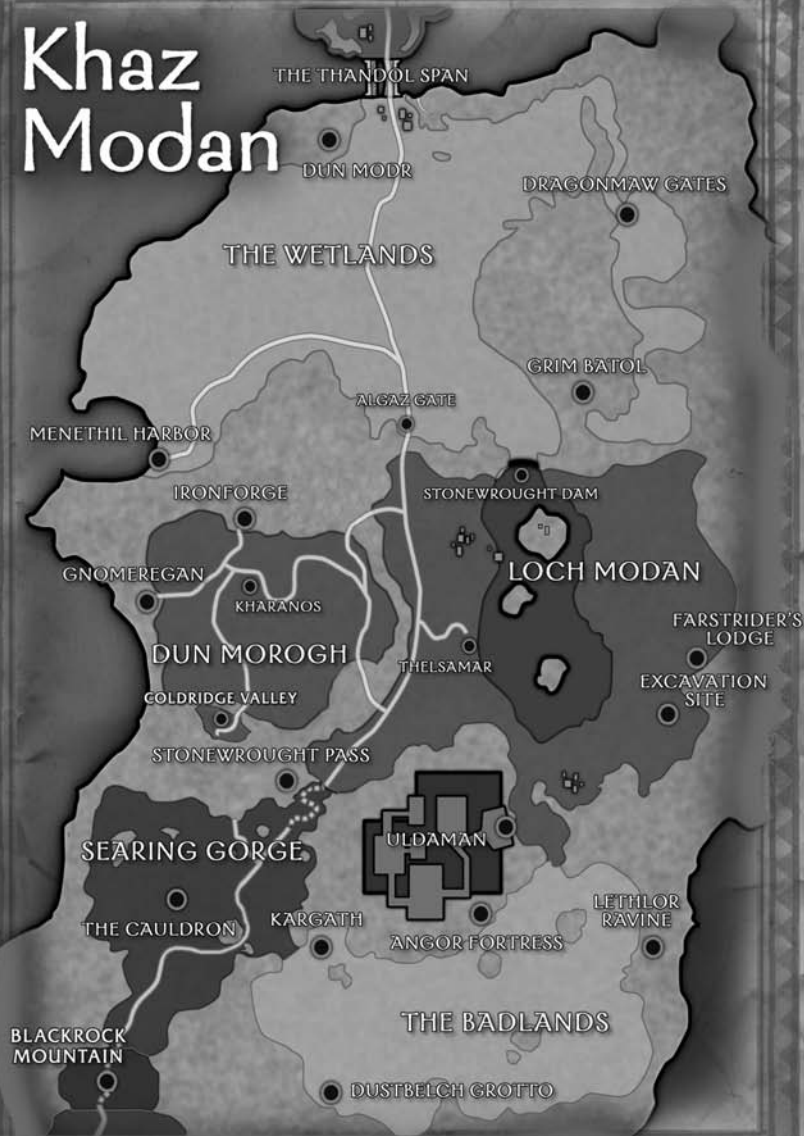 Khaz
Modan
THE THANDOL SPAN
DUN MODR
DRAGONMAW GATES
THE WETLANDS
GRIM BATOL
ALGAZ GATE
MENETHIL HARBOR
IRONFORGE
STONEWROUGHT DAM
GNOMEREGAN
LOCH MODAN
KHARANOS
FARSTRIDER'S
LODGE
DUN MOROGH
THELSAMAR
EXCAVATION
SITE
COLDRIDGE VALLEY
STONEWROUGHT PASS
ULDAMAN
SEARING GORGE
THE CAULDRON
KARGATH
ANGOR FORTRESS
LETHLOR
RAVINE
THE BADLANDS
BLACKROCK
MOUNTAIN
DUSTBELCH GROTTO